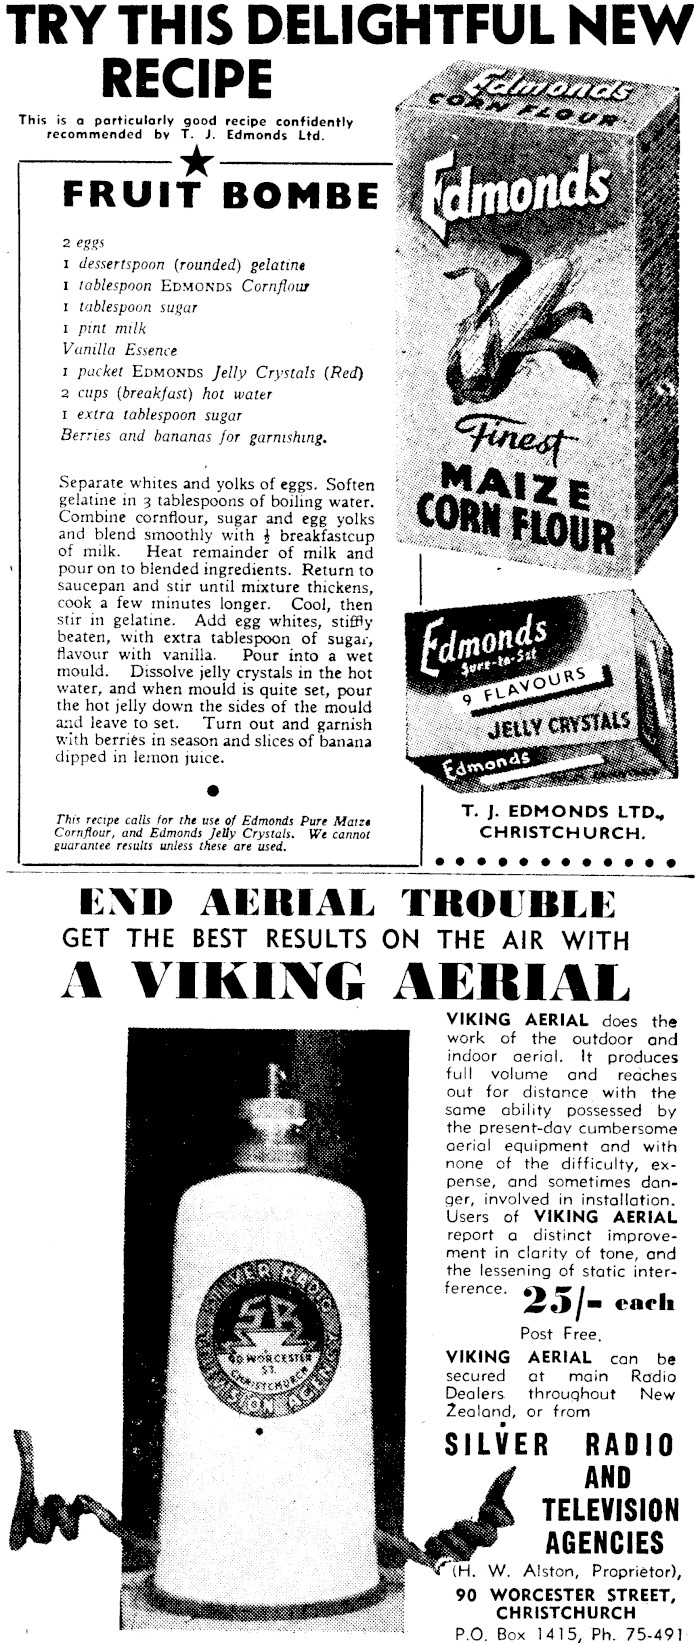 TRY THIS DELIGHTFUL NEW
RECIPE
This is a particularly good recipe confidently
recommended by T. J. Edmonds Ltd.
FRUIT BOMBE
2 eggs
1 dessertspoon (rounded) gelatine
1 tablespoon EDMONDS Cornflour
1 tablespoon sugar
1 pint milk
Vanilla Essence
1 packet EDMONDS Jelly Crystals (Red)
2 cups (breakfast) hot water
1 extra tablespoon sugar
Berries and bananas for garnishing.
Separate whites and yolks of eggs. Soften
gelatine in 3 tablespoons of boiling water.
Combine cornflour, sugar and egg yolks
and blend smoothly with ½ breakfastcup
of milk. Heat remainder of milk and
pour on to blended ingredients. Return to
saucepan and stir until mixture thickens,
cook a few minutes longer. Cool, then
stir in gelatine. Add egg whites, stiffly
beaten, with extra tablespoon of sugar,
flavour with vanilla. Pour into a wet
mould. Dissolve jelly crystals in the hot
water, and when mould is quite set, pour
the hot jelly down the sides of the mould
and leave to set. Turn out and garnish
with berries in season and slices of banana
dipped in lemon juice.
This recipe calls for the use of Edmonds Pure Maize
Cornflour, and Edmonds Jelly Crystals. We cannot
guarantee results unless these are used.
Edmonds
CORN FLOUR
Edmonds
Finest
MAIZE
CORN FLOUR
Edmonds
Sure-to-Set
9 FLAVOURS
JELLY CRYSTALS
Edmonds
T. J. EDMONDS LTD.,
CHRISTCHURCH.
END AERIAL TROUBLE
GET THE BEST RESULTS ON THE AIR WITH
A VIKING AERIAL
SILVER RADIO
SR
90 WORCESTER
ST.
CHRISTCHURCH
TELEVISION AGENCY
VIKING AERIAL does the
work of the outdoor and
indoor aerial. It produces
full volume and reaches
out for distance with the
same ability possessed by
the present-day cumbersome
aerial equipment and with
none of the difficulty, ex-
pense, and sometimes dan-
ger, involved in installation.
Users of VIKING AERIAL
report a distinct improve-
ment in clarity of tone, and
the lessening of static inter-
ference.
25/- each
Post Free.
VIKING AERIAL can be
secured at main Radio
Dealers throughout New
Zealand, or from
SILVER RADIO
AND
TELEVISION
AGENCIES
(H. W. Alston, Proprietor),
90 WORCESTER STREET,
CHRISTCHURCH
P.O. Box 1415, Ph. 75-491